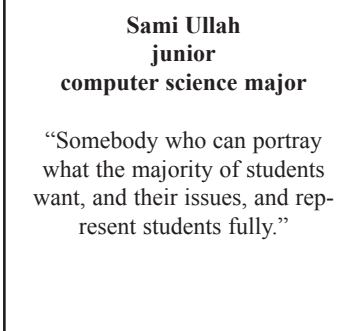 Sami Ullah
junior
computer science major
“Somebody who can portray
what the majority of students
want, and their issues, and rep-
resent students fully.”